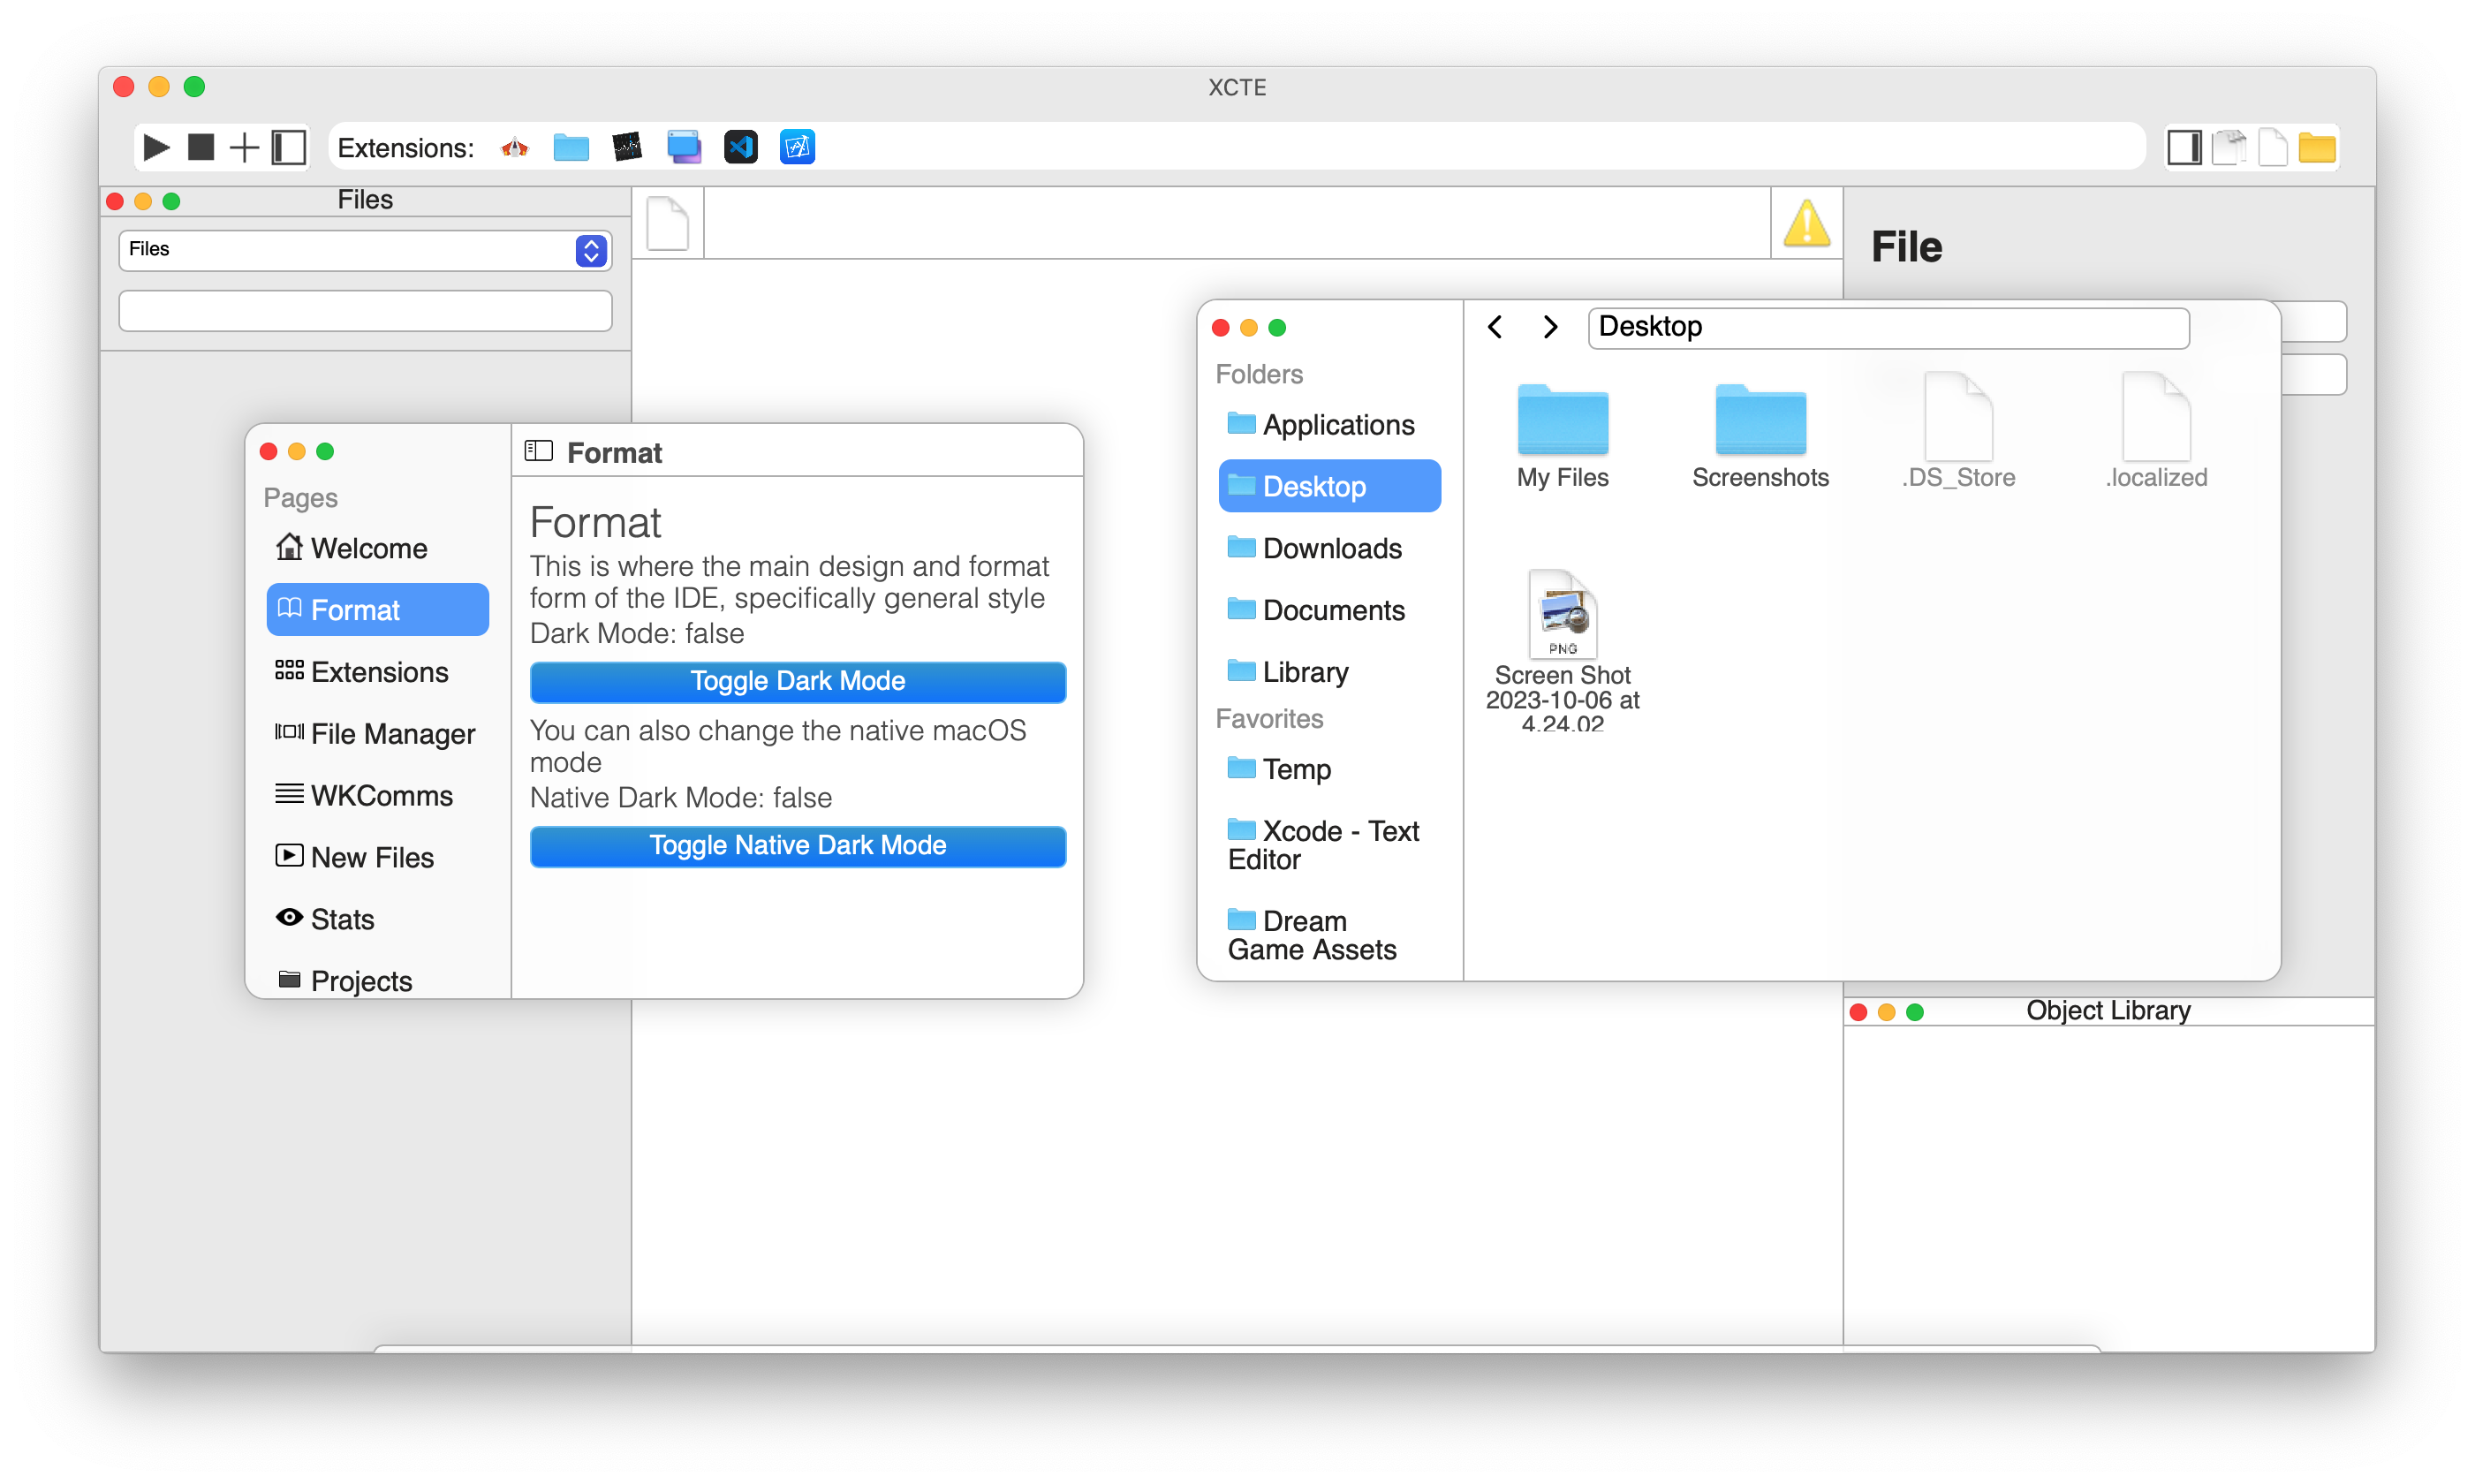 XCTE
Extensions:
Files
Files
File
Desktop
Folders
Applications
Desktop
Downloads
Documents
Library
Favorites
Temp
Xcode - Text
Editor
Dream
Game Assets
My Files
Screenshots
.DS_Store
.localized
PNG
Screen Shot
2023-10-06 at
4.24.02
Pages
Welcome
Format
Extensions
File Manager
WKComms
New Files
Stats
Projects
Format
Format
This is where the main design and format
form of the IDE, specifically general style
Dark Mode: false
Toggle Dark Mode
You can also change the native macOS
mode
Native Dark Mode: false
Toggle Native Dark Mode
Object Library